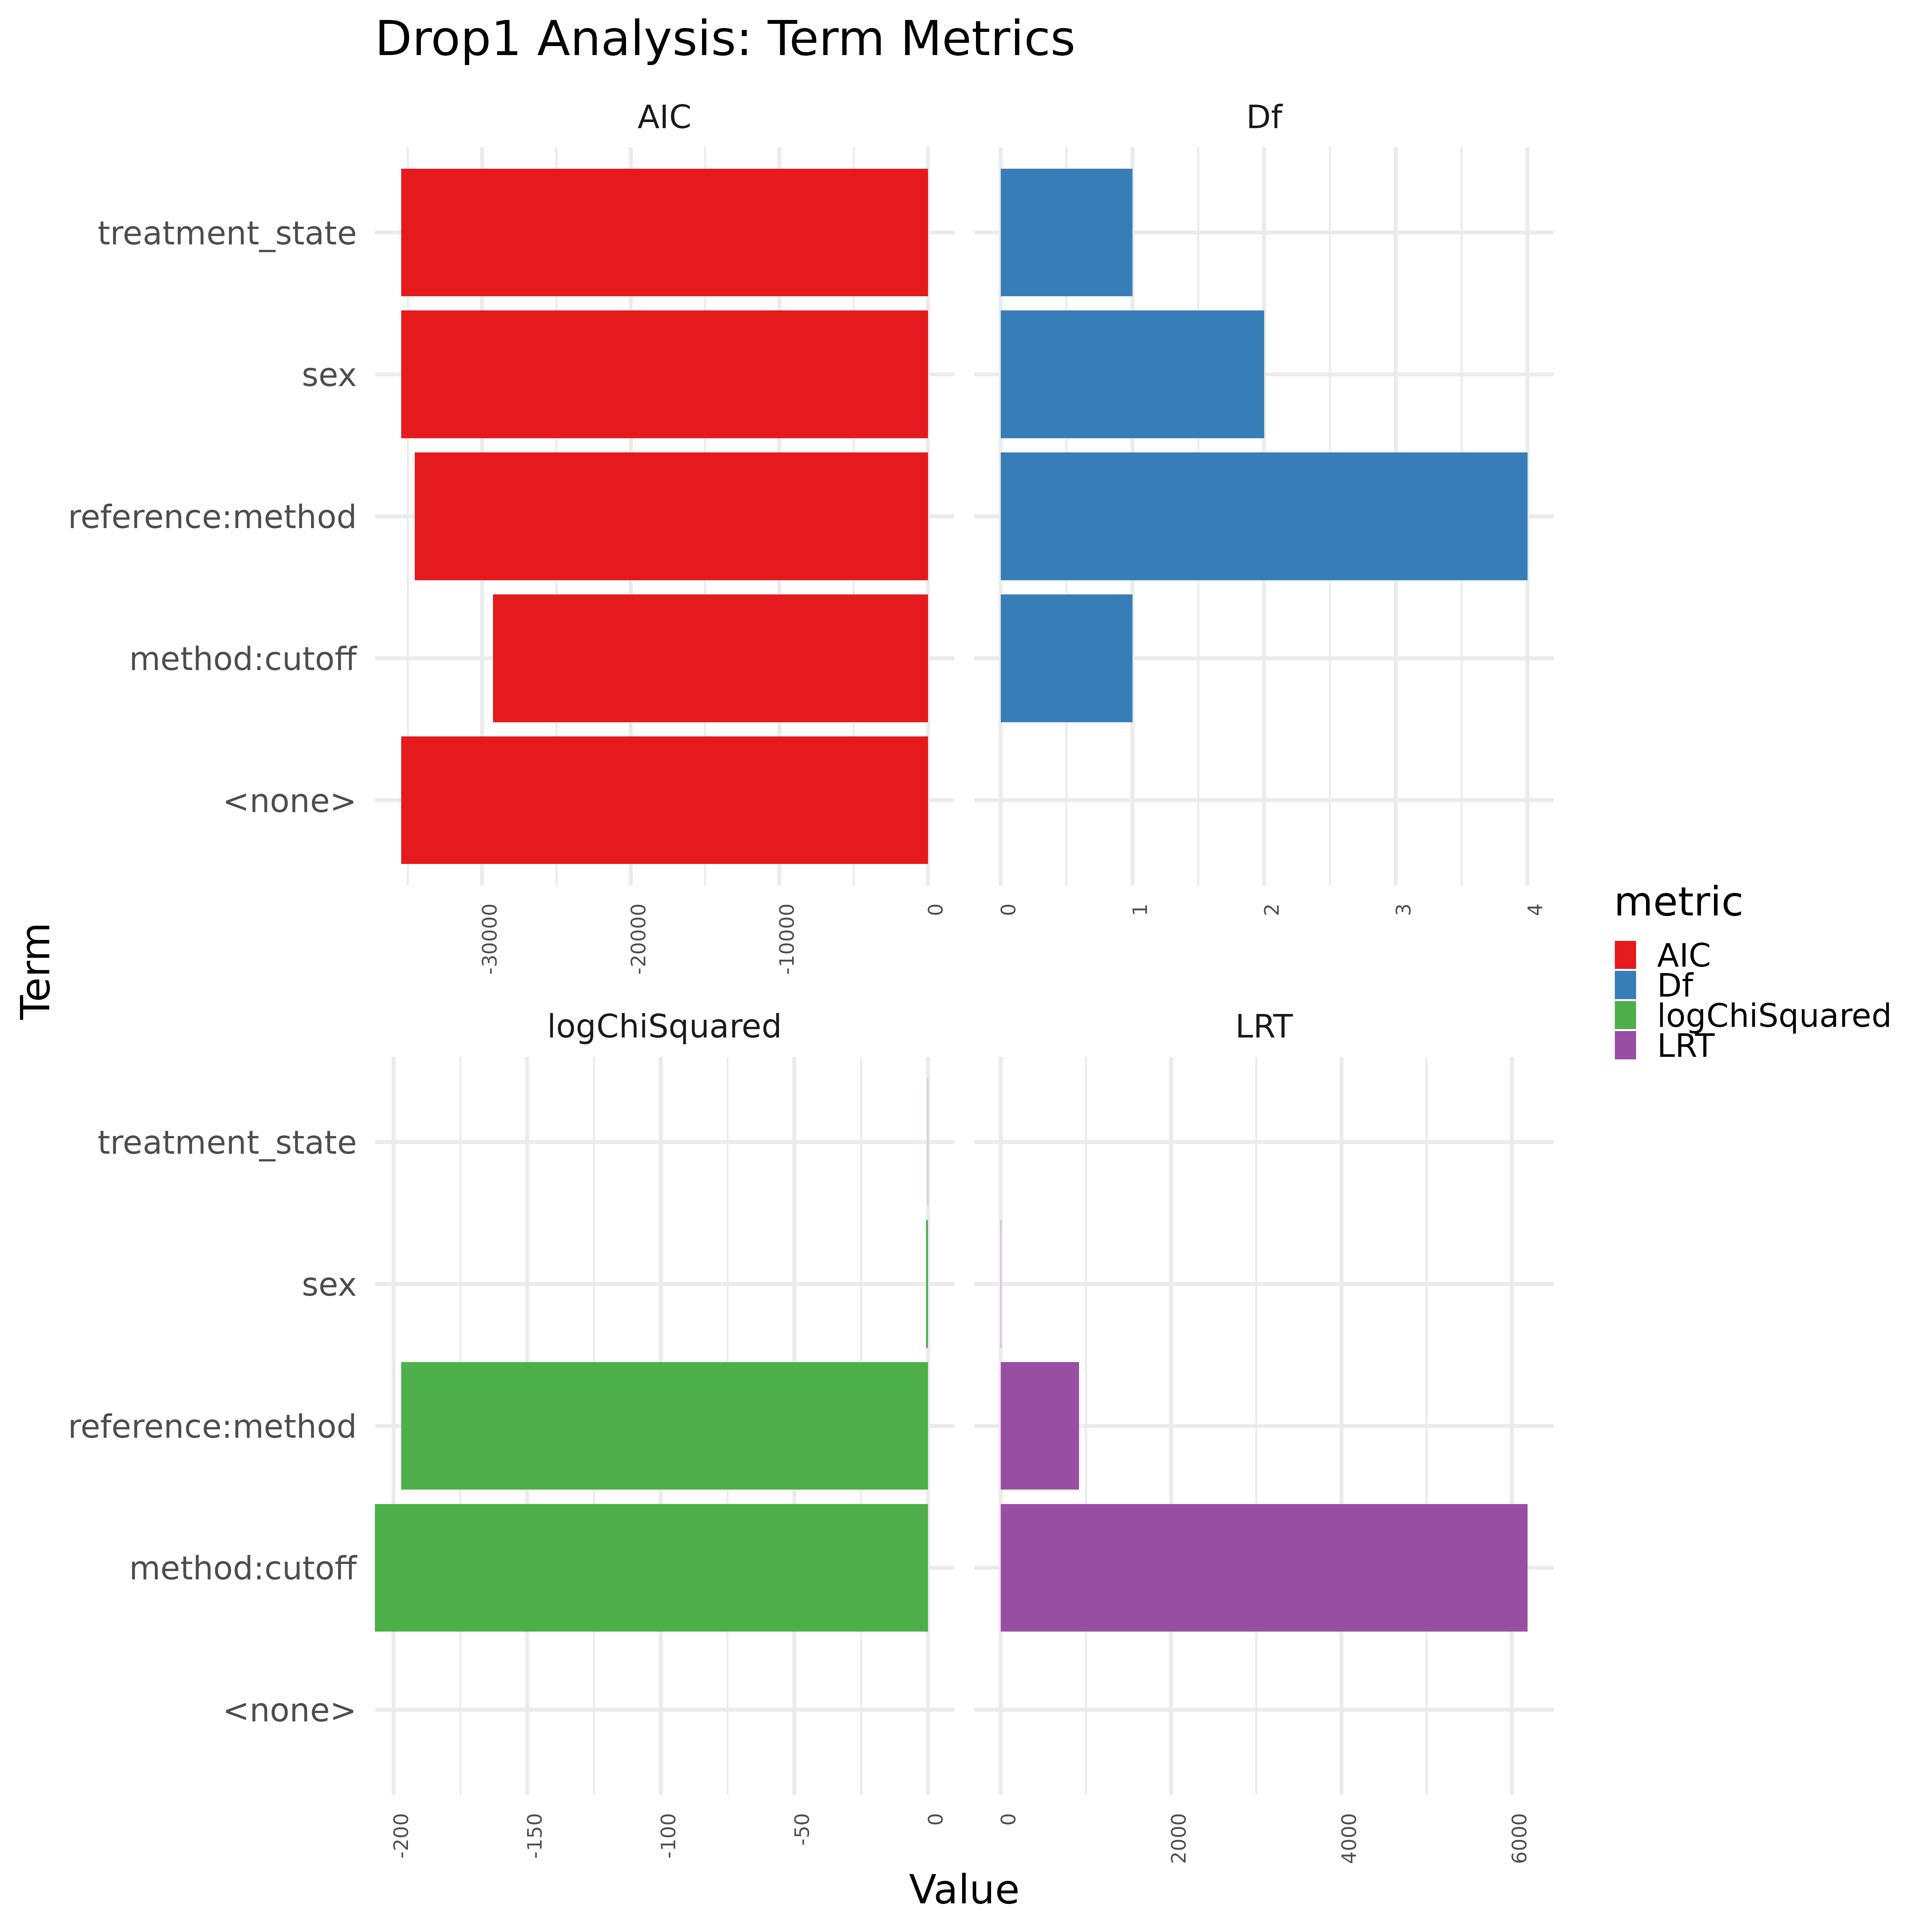 Drop1 Analysis: Term Metrics
AIC
Df
treatment_state
sex
reference:method
method:cutoff
<none>
-30000
-20000
-10000
0
0
1
2
3
4
Term
metric
AIC
Df
logChiSquared
LRT
logChiSquared
LRT
treatment_state
sex
reference:method
method:cutoff
<none>
-200
-150
-100
-50
0
0
2000
4000
6000
Value